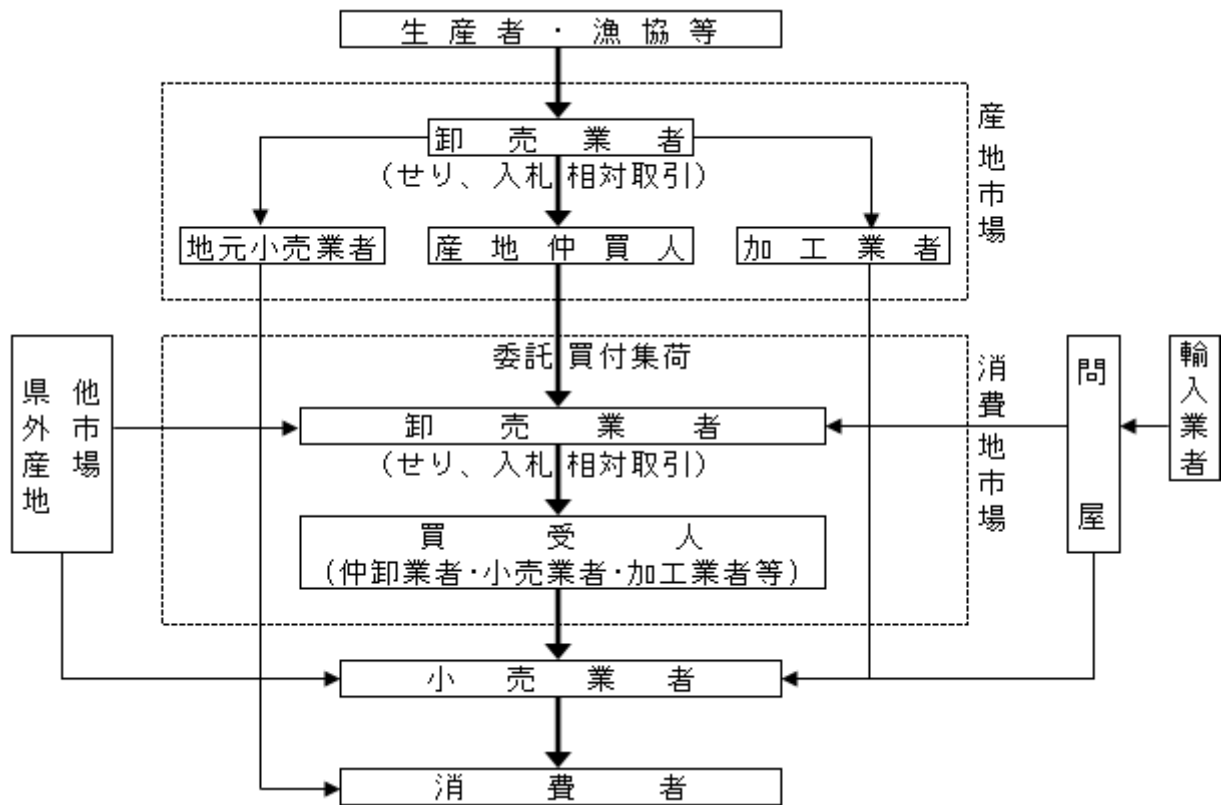 生産者・漁協等
産地市場
卸売業者
(せり、入札 相対取引)
地元小売業者
産地仲買人
加工業者
委託 買付集荷
消費地市場
県外産地
他市場
問屋
輸入業者
卸売業者
(せり、入札 相対取引)
買受人
(仲卸業者・小売業者・加工業者等)
小売業者
消費者